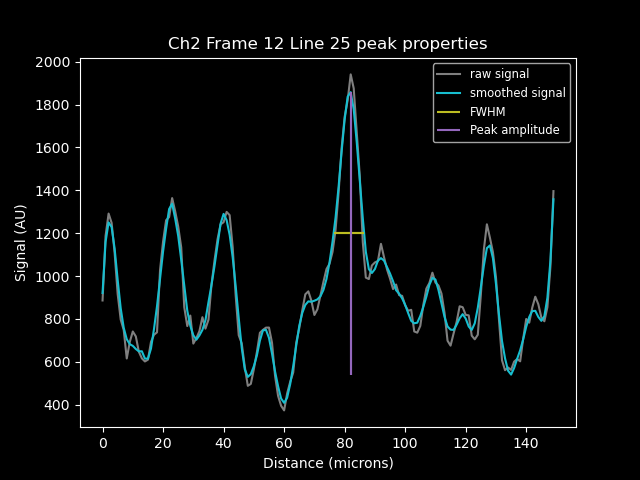 Ch2 Frame 12 Line 25 peak properties
raw signal
smoothed signal
FWHM
Peak amplitude
Signal (AU)
2000
1800
1600
1400
1200
1000
800
600
400
0 20 40 60 80 100 120 140
Distance (microns)